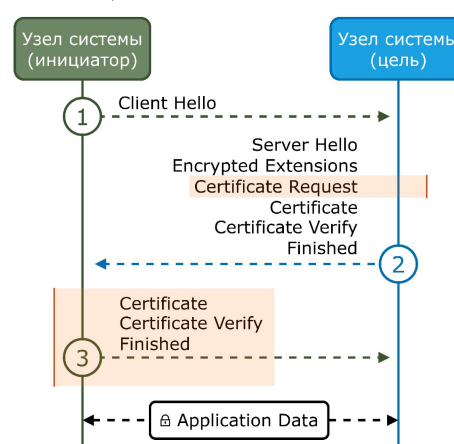 Узел системы
(инициатор)
Узел системы
(цель)
1
Client Hello
Server Hello
Encrypted Extensions
Certificate Request
Certificate
Certificate Verify
Finished
2
Certificate
Certificate Verify
Finished
3
Application Data